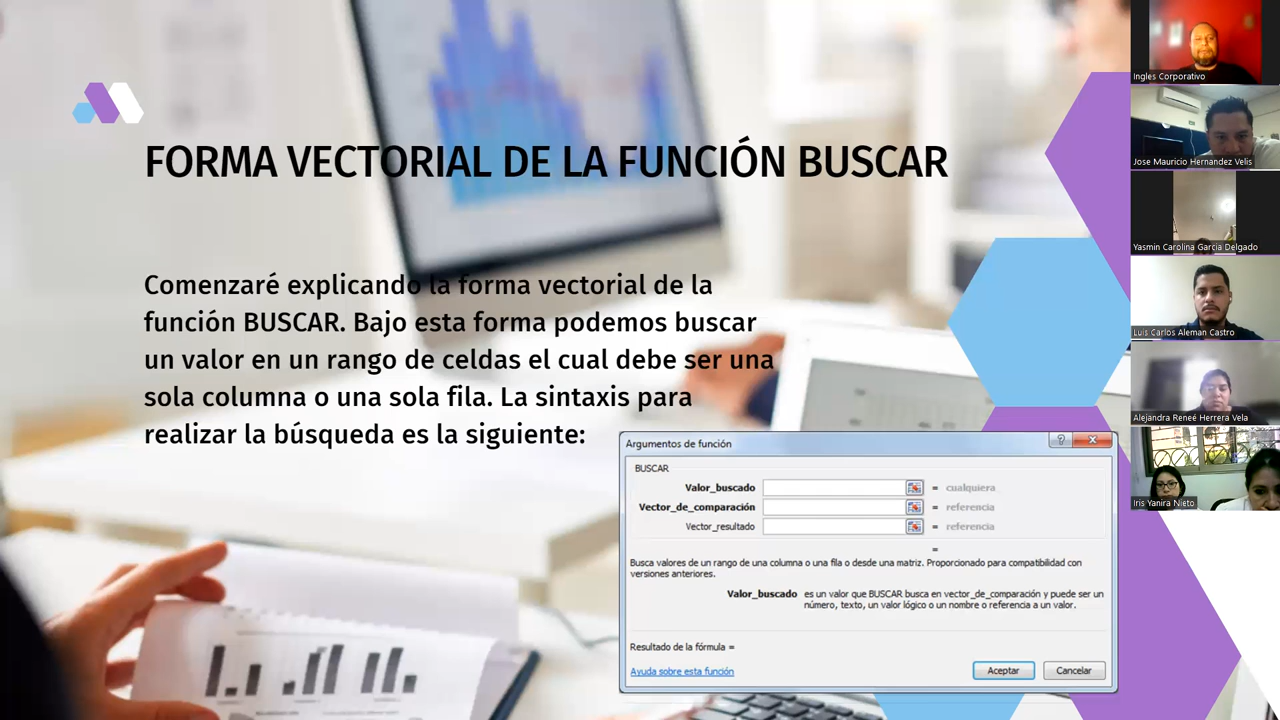 FORMA VECTORIAL DE LA FUNCIÓN BUSCAR
Comenzaré explicando la forma vectorial de la
función BUSCAR. Bajo esta forma podemos buscar
un valor en un rango de celdas el cual debe ser una
sola columna o una sola fila. La sintaxis para
realizar la búsqueda es la siguiente:
Argumentos de función
BUSCAR
Valor_buscado = cualquiera
Vector_de_comparación = referencia
Vector_resultado = referencia
=
Busca valores de un rango de una columna o una fila o desde una matriz. Proporcionado para compatibilidad con
versiones anteriores.
Valor_buscado es un valor que BUSCAR busca en vector_de_comparación y puede ser un
número, texto, un valor lógico o un nombre o referencia a un valor.
Resultado de la fórmula =
Ayuda sobre esta función
Aceptar
Cancelar
Ingles Corporativo
Jose Mauricio Hernandez Velis
Yasmin Carolina Garcia Delgado
Luis Carlos Aleman Castro
Alejandra Reneé Herrera Vela
Iris Yanira Nieto